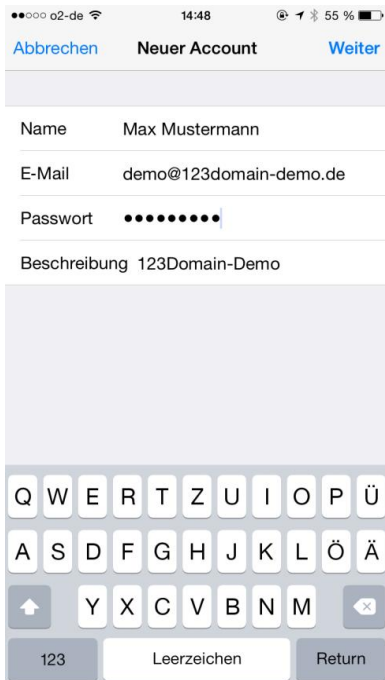 o2-de 14:48 55 %
Abbrechen Neuer Account Weiter
Name Max Mustermann
E-Mail demo@123domain-demo.de
Passwort •••••••••
Beschreibung 123Domain-Demo
Q W E R T Z U I O P Ü
A S D F G H J K L Ö Ä
Y X C V B N M
123 Leerzeichen Return